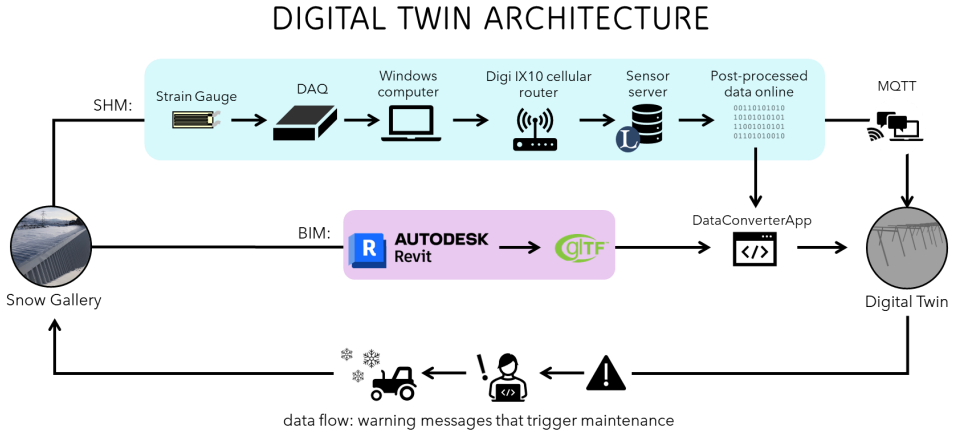 DIGITAL TWIN ARCHITECTURE
SHM:
Strain Gauge
DAQ
Windows
computer
Digi IX10 cellular
router
Sensor
server
L
Post-processed
data online
00110101010
10101010101
11001010101
01101010010
MQTT
BIM:
R
AUTODESK
Revit
glTF™
DataConverterApp
</>
Snow Gallery
Digital Twin
!
</>
!
data flow: warning messages that trigger maintenance